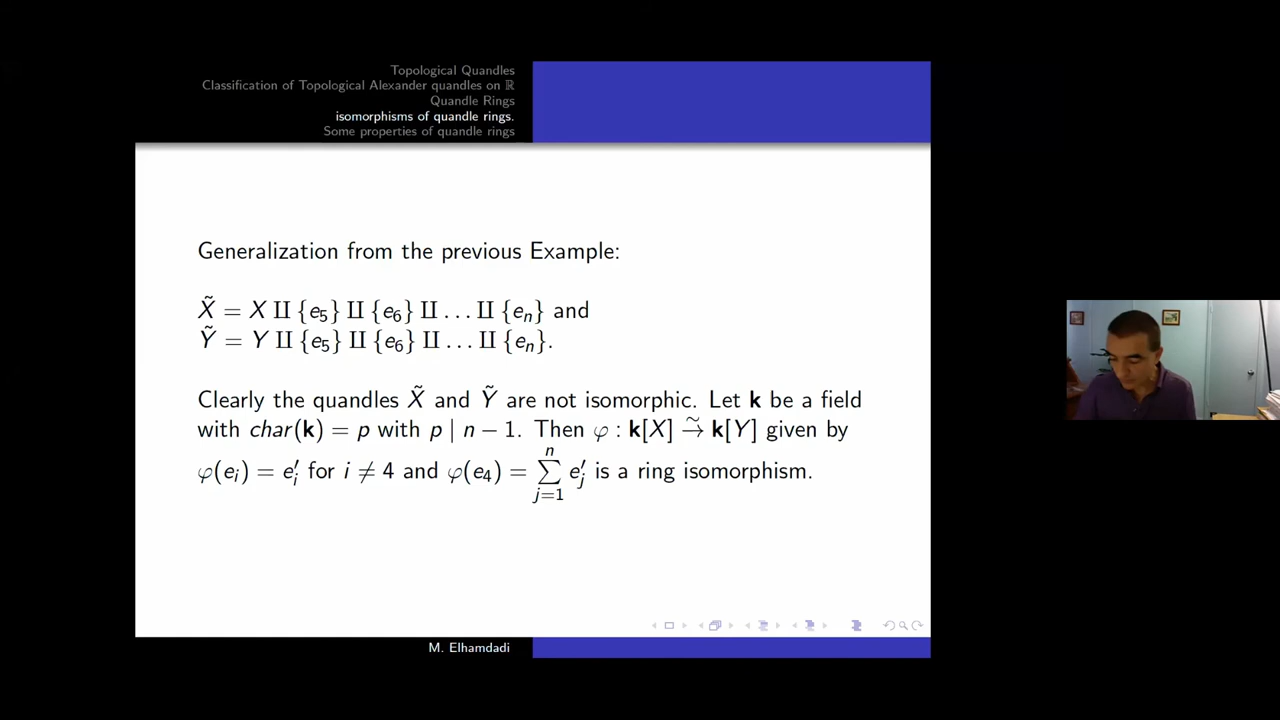 Topological Quandles
Classification of Topological Alexander quandles on ℝ
Quandle Rings
isomorphisms of quandle rings.
Some properties of quandle rings
Generalization from the previous Example:
X̃ = X ∐ {e₅} ∐ {e₆} ∐ … ∐ {eₙ} and
Ỹ = Y ∐ {e₅} ∐ {e₆} ∐ … ∐ {eₙ}.
Clearly the quandles X̃ and Ỹ are not isomorphic. Let k be a field
with char(k) = p with p | n − 1. Then φ : k[X] →̃ k[Y] given by
φ(eᵢ) = e′ᵢ for i ≠ 4 and φ(e₄) = ∑ⁿⱼ₌₁ e′ⱼ is a ring isomorphism.
M. Elhamdadi